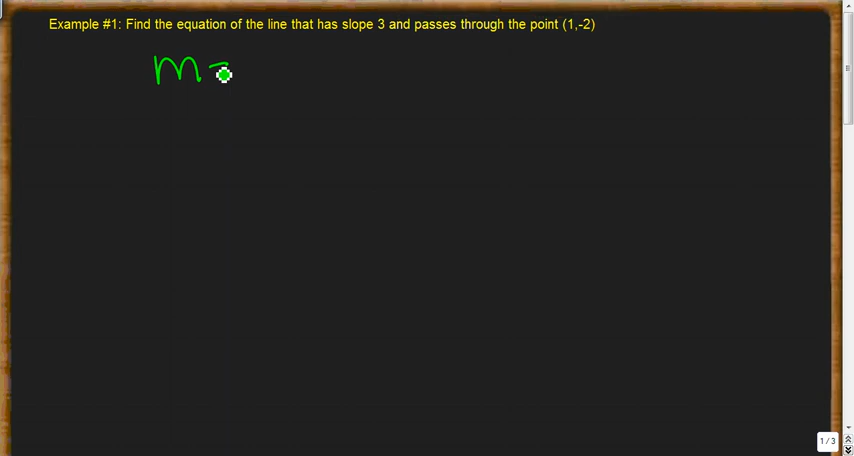 Example #1: Find the equation of the line that has slope 3 and passes through the point (1,-2)
m =
1 / 3